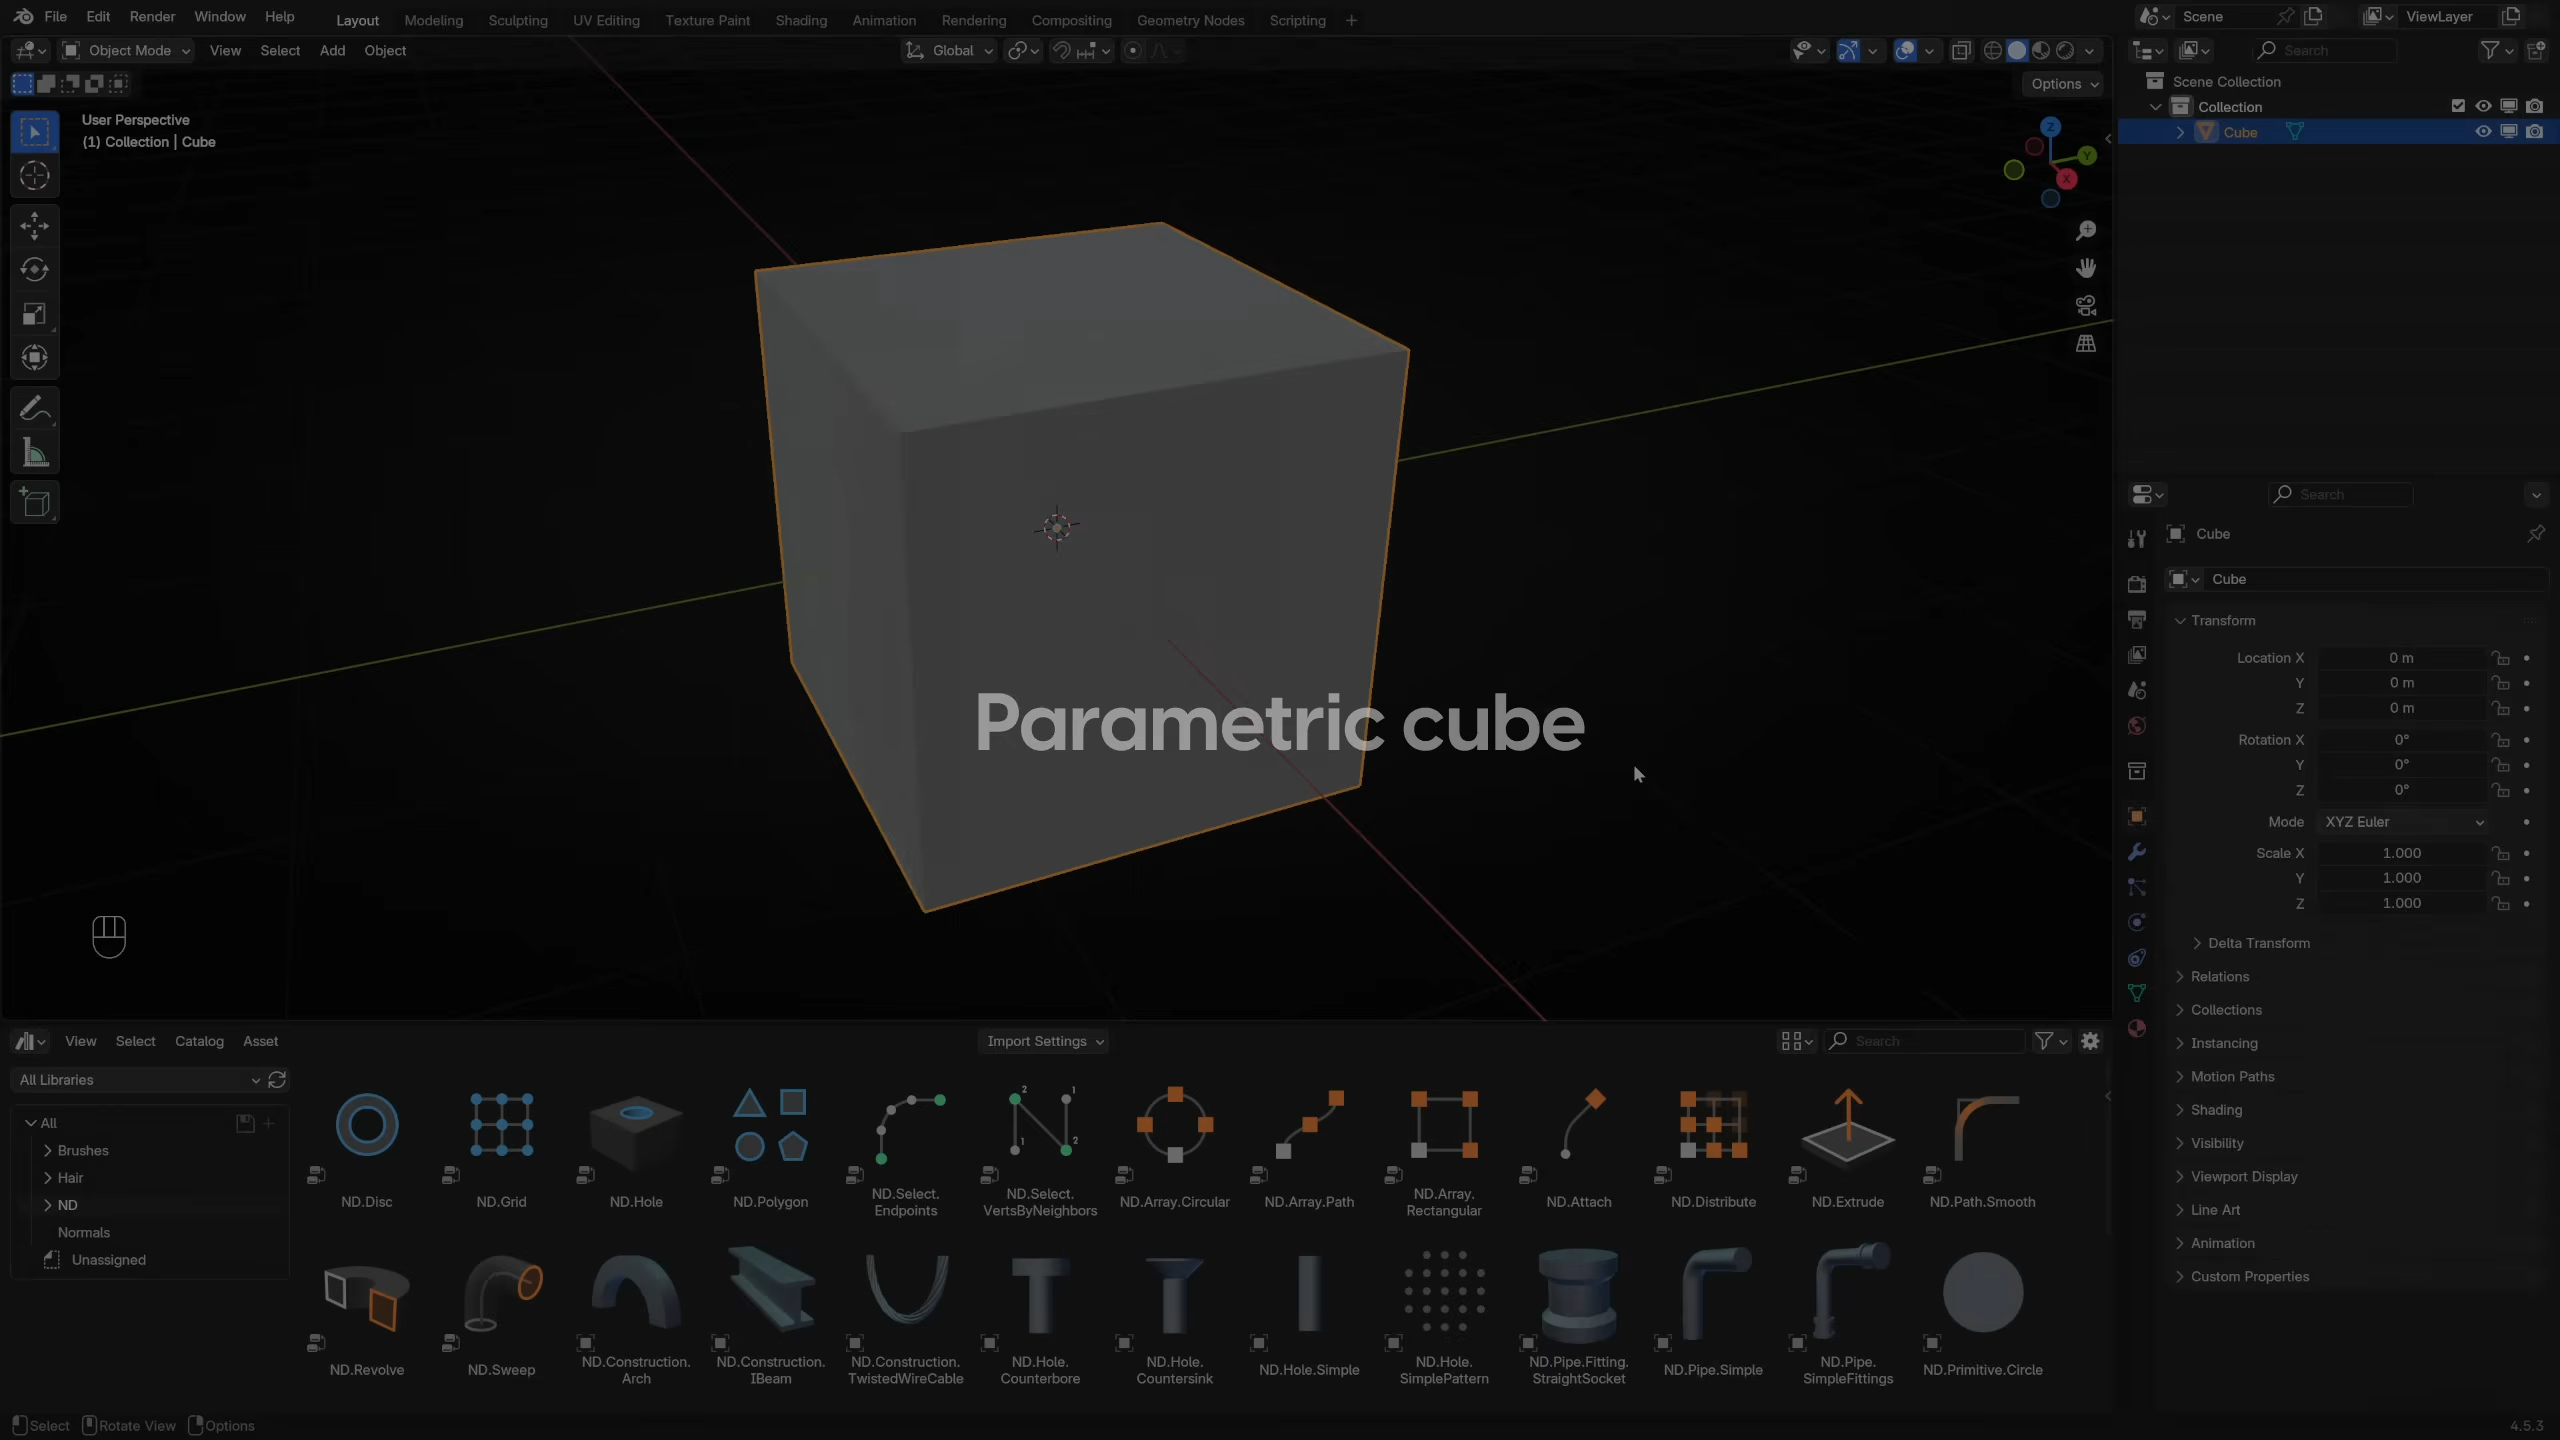 File Edit Render Window Help
Layout Modeling Sculpting UV Editing Texture Paint Shading Animation Rendering Compositing Geometry Nodes Scripting +
Scene
ViewLayer
Object Mode View Select Add Object
Global
Search
Options
User Perspective
(1) Collection | Cube
Z
Y
X
Scene Collection
Collection
Cube
Search
Cube
Cube
Transform
Location X 0 m
Y 0 m
Z 0 m
Rotation X 0°
Y 0°
Z 0°
Mode XYZ Euler
Scale X 1.000
Y 1.000
Z 1.000
Delta Transform
Relations
Collections
Instancing
Motion Paths
Shading
Visibility
Viewport Display
Line Art
Animation
Custom Properties
Parametric cube
View Select Catalog Asset
Import Settings
Search
All Libraries
All
Brushes
Hair
ND
Normals
Unassigned
2 1
1 2
ND.Disc
ND.Grid
ND.Hole
ND.Polygon
ND.Select.
Endpoints
ND.Select.
VertsByNeighbors
ND.Array.Circular
ND.Array.Path
ND.Array.
Rectangular
ND.Attach
ND.Distribute
ND.Extrude
ND.Path.Smooth
ND.Revolve
ND.Sweep
ND.Construction.
Arch
ND.Construction.
IBeam
ND.Construction.
TwistedWireCable
ND.Hole.
Counterbore
ND.Hole.
Countersink
ND.Hole.Simple
ND.Hole.
SimplePattern
ND.Pipe.Fitting.
StraightSocket
ND.Pipe.Simple
ND.Pipe.
SimpleFittings
ND.Primitive.Circle
Select Rotate View Options
4.5.3